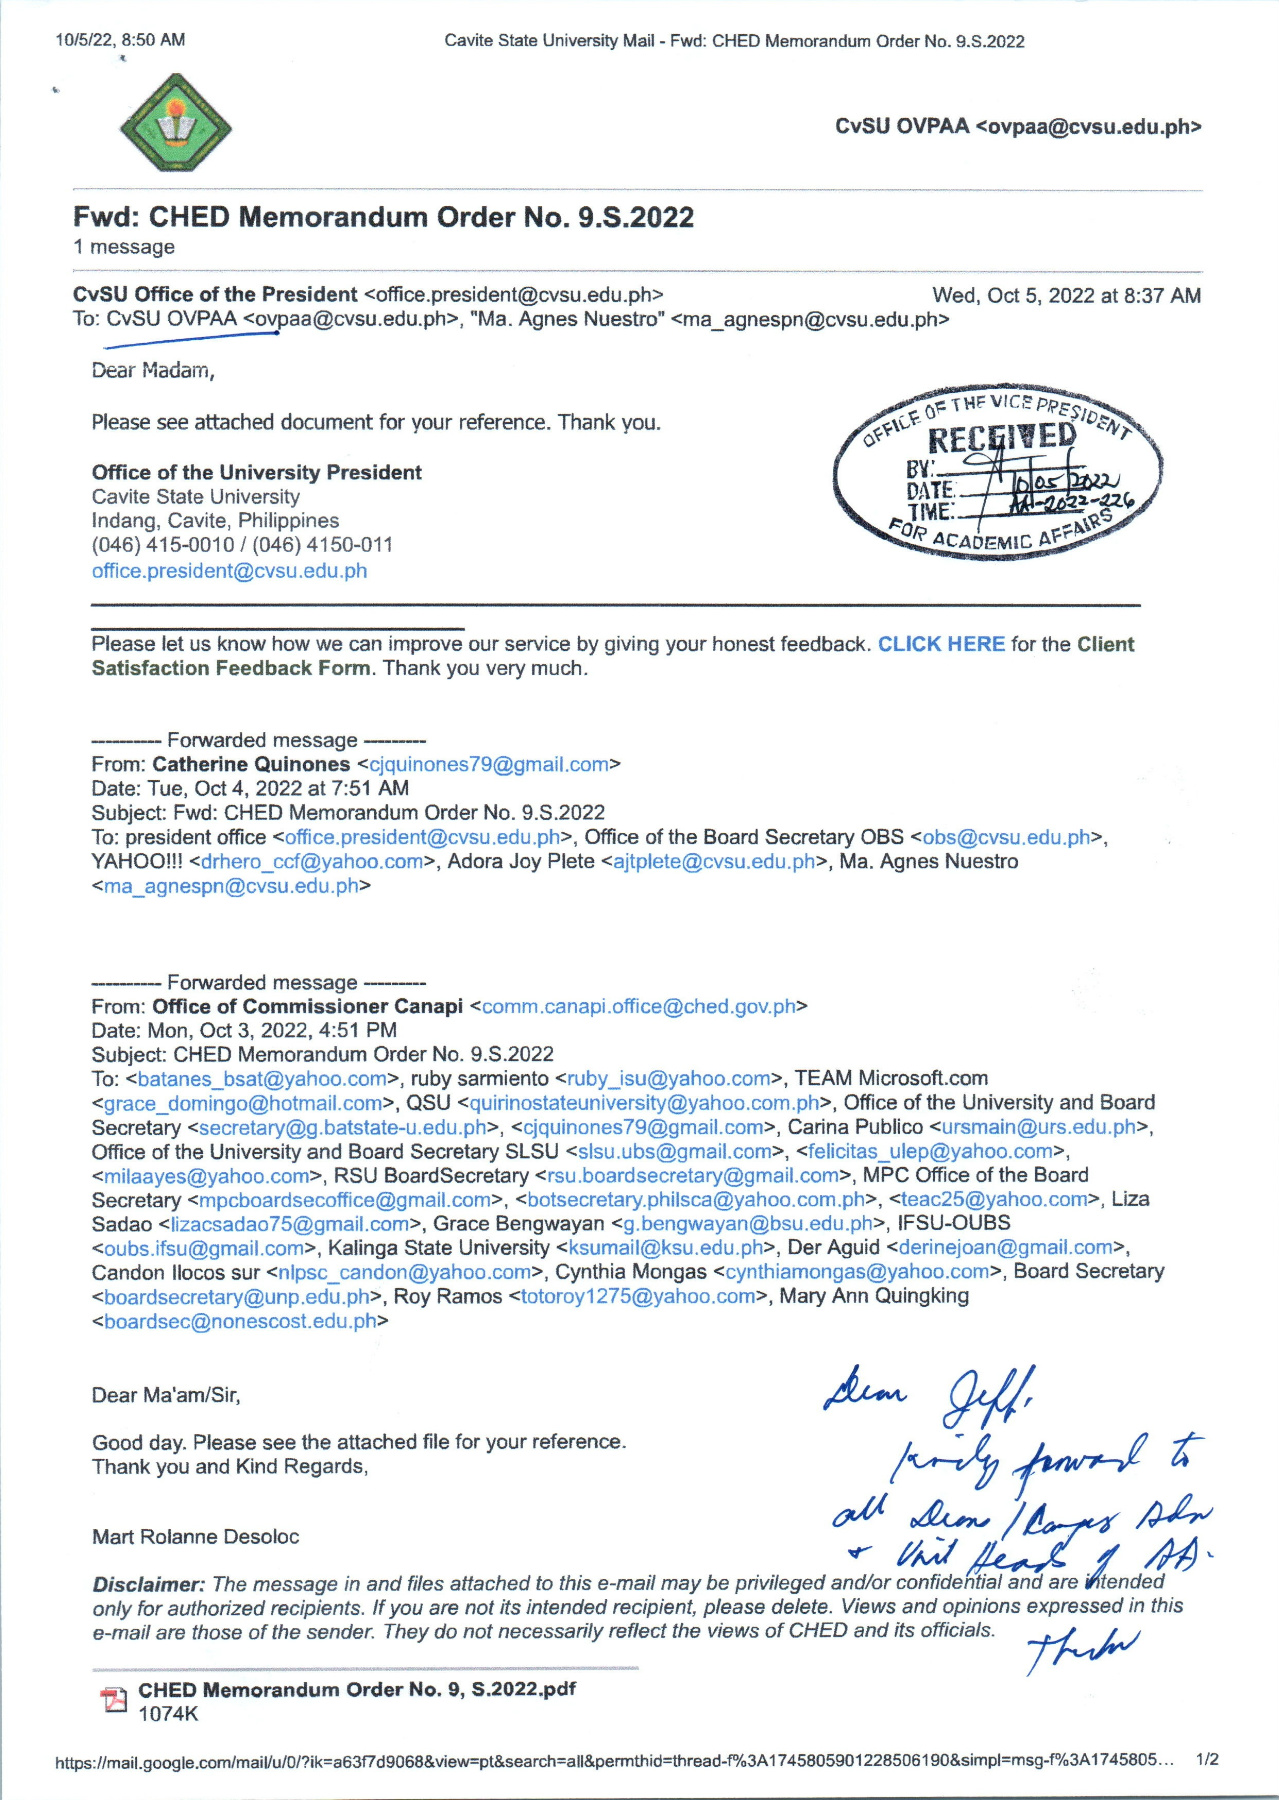 10/5/22, 8:50 AM
Cavite State University Mail - Fwd: CHED Memorandum Order No. 9.S.2022
CvSU OVPAA <ovpaa@cvsu.edu.ph>
Fwd: CHED Memorandum Order No. 9.S.2022
1 message
CvSU Office of the President <office.president@cvsu.edu.ph>
Wed, Oct 5, 2022 at 8:37 AM
To: CvSU OVPAA <ovpaa@cvsu.edu.ph>, "Ma. Agnes Nuestro" <ma_agnespn@cvsu.edu.ph>
Dear Madam,
Please see attached document for your reference. Thank you.
OFFICE OF THE VICE PRESIDENT
RECEIVED
BY:
DATE: 10/05/2022
TIME: AA-2022-226
FOR ACADEMIC AFFAIRS
Office of the University President
Cavite State University
Indang, Cavite, Philippines
(046) 415-0010 / (046) 4150-011
office.president@cvsu.edu.ph
Please let us know how we can improve our service by giving your honest feedback. CLICK HERE for the Client
Satisfaction Feedback Form. Thank you very much.
---------- Forwarded message ---------
From: Catherine Quinones <cjquinones79@gmail.com>
Date: Tue, Oct 4, 2022 at 7:51 AM
Subject: Fwd: CHED Memorandum Order No. 9.S.2022
To: president office <office.president@cvsu.edu.ph>, Office of the Board Secretary OBS <obs@cvsu.edu.ph>,
YAHOO!!! <drhero_ccf@yahoo.com>, Adora Joy Plete <ajtplete@cvsu.edu.ph>, Ma. Agnes Nuestro
<ma_agnespn@cvsu.edu.ph>
---------- Forwarded message ---------
From: Office of Commissioner Canapi <comm.canapi.office@ched.gov.ph>
Date: Mon, Oct 3, 2022, 4:51 PM
Subject: CHED Memorandum Order No. 9.S.2022
To: <batanes_bsat@yahoo.com>, ruby sarmiento <ruby_isu@yahoo.com>, TEAM Microsoft.com
<grace_domingo@hotmail.com>, QSU <quirinostateuniversity@yahoo.com.ph>, Office of the University and Board
Secretary <secretary@g.batstate-u.edu.ph>, <cjquinones79@gmail.com>, Carina Publico <ursmain@urs.edu.ph>,
Office of the University and Board Secretary SLSU <slsu.ubs@gmail.com>, <felicitas_ulep@yahoo.com>,
<milaayes@yahoo.com>, RSU BoardSecretary <rsu.boardsecretary@gmail.com>, MPC Office of the Board
Secretary <mpcboardsecoffice@gmail.com>, <botsecretary.philsca@yahoo.com.ph>, <teac25@yahoo.com>, Liza
Sadao <lizacsadao75@gmail.com>, Grace Bengwayan <g.bengwayan@bsu.edu.ph>, IFSU-OUBS
<oubs.ifsu@gmail.com>, Kalinga State University <ksumail@ksu.edu.ph>, Der Aguid <derinejoan@gmail.com>,
Candon Ilocos sur <nlpsc_candon@yahoo.com>, Cynthia Mongas <cynthiamongas@yahoo.com>, Board Secretary
<boardsecretary@unp.edu.ph>, Roy Ramos <totoroy1275@yahoo.com>, Mary Ann Quingking
<boardsec@nonescost.edu.ph>
Dear Ma'am/Sir,
Good day. Please see the attached file for your reference.
Thank you and Kind Regards,
Mart Rolanne Desoloc
Dear Jeff,
kindly forward to
all Deans / Campus Adm
+ Unit Heads of AA.
Disclaimer: The message in and files attached to this e-mail may be privileged and/or confidential and are intended
only for authorized recipients. If you are not its intended recipient, please delete. Views and opinions expressed in this
e-mail are those of the sender. They do not necessarily reflect the views of CHED and its officials.
CHED Memorandum Order No. 9, S.2022.pdf
1074K
https://mail.google.com/mail/u/0/?ik=a63f7d9068&view=pt&search=all&permthid=thread-f%3A1745805901228506190&simpl=msg-f%3A1745805...
1/2